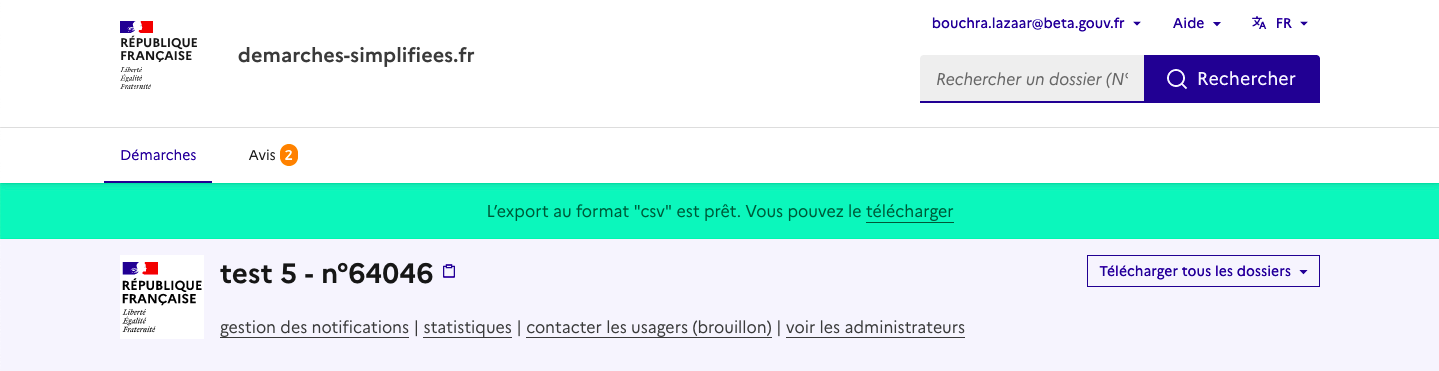 bouchra.lazaar@beta.gouv.fr Aide FR
RÉPUBLIQUE
FRANÇAISE
Liberté
Égalité
Fraternité
demarches-simplifiees.fr
Rechercher un dossier (N° Rechercher
Démarches Avis 2
L’export au format "csv" est prêt. Vous pouvez le télécharger
RÉPUBLIQUE
FRANÇAISE
Liberté
Égalité
Fraternité
test 5 - n°64046
Télécharger tous les dossiers
gestion des notifications | statistiques | contacter les usagers (brouillon) | voir les administrateurs